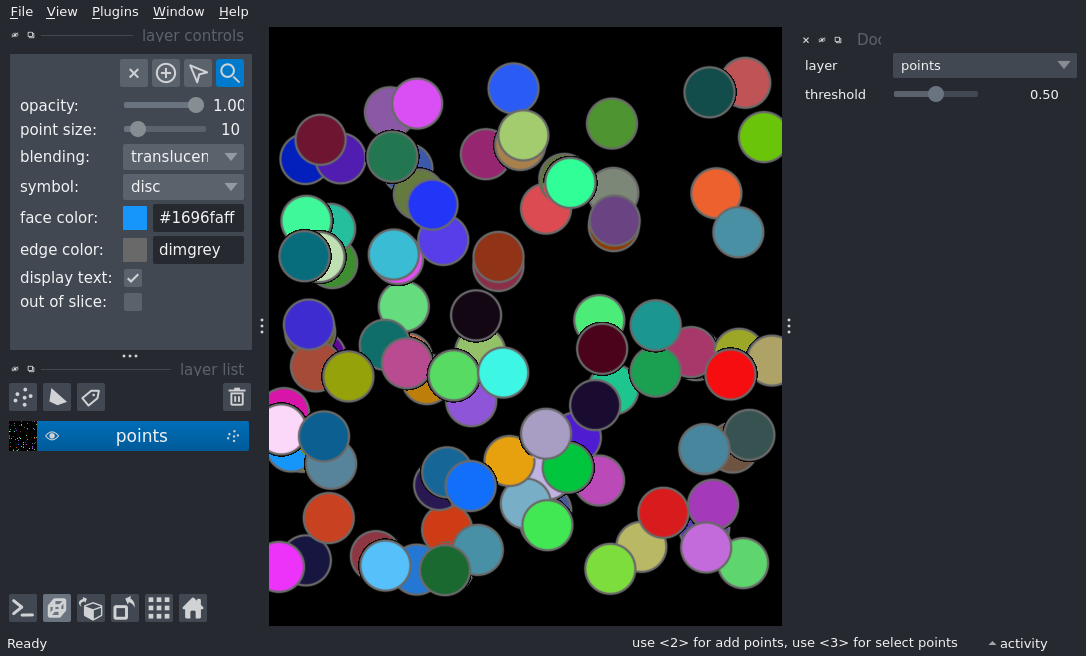 File View Plugins Window Help
layer controls
opacity: 1.00
point size: 10
blending: translucen
symbol: disc
face color: #1696faff
edge color: dimgrey
display text:
out of slice:
layer list
points
Ready
layer points
threshold 0.50
use <2> for add points, use <3> for select points
activity